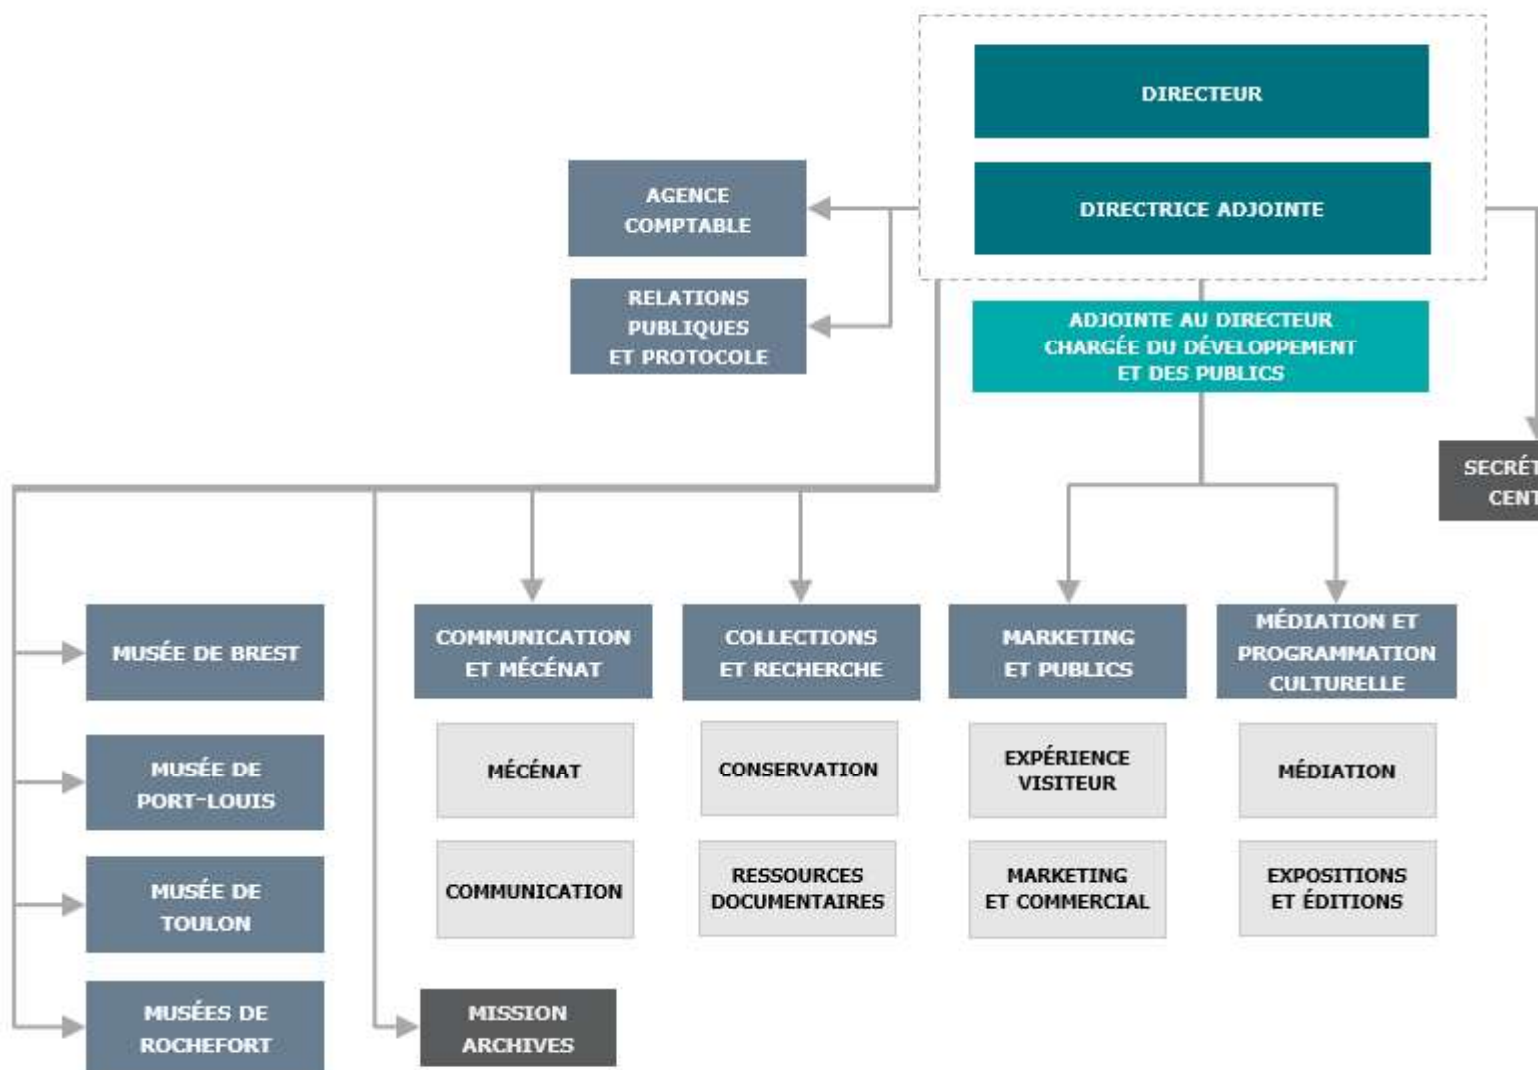 DIRECTEUR
DIRECTRICE ADJOINTE
AGENCE
COMPTABLE
RELATIONS
PUBLIQUES
ET PROTOCOLE
ADJOINTE AU DIRECTEUR
CHARGÉE DU DÉVELOPPEMENT
ET DES PUBLICS
MUSÉE DE BREST
MUSÉE DE
PORT-LOUIS
MUSÉE DE
TOULON
MUSÉES DE
ROCHEFORT
COMMUNICATION
ET MÉCÉNAT
MÉCÉNAT
COMMUNICATION
MISSION
ARCHIVES
COLLECTIONS
ET RECHERCHE
CONSERVATION
RESSOURCES
DOCUMENTAIRES
MARKETING
ET PUBLICS
EXPÉRIENCE
VISITEUR
MARKETING
ET COMMERCIAL
MÉDIATION ET
PROGRAMMATION
CULTURELLE
MÉDIATION
EXPOSITIONS
ET ÉDITIONS